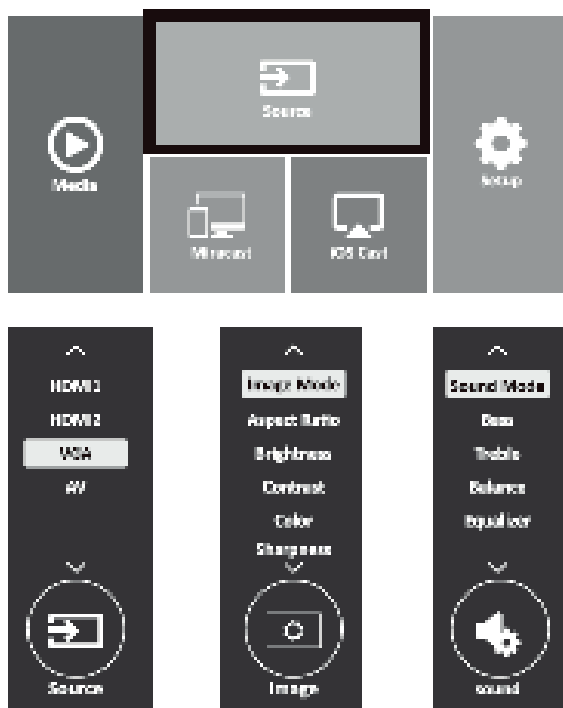 Source
Media
Setup
Miracast
iOS Cast
HDMI1
HDMI2
VGA
AV
Source
Image Mode
Aspect Ratio
Brightness
Contrast
Color
Sharpness
Image
Sound Mode
Bass
Treble
Balance
Equalizer
sound